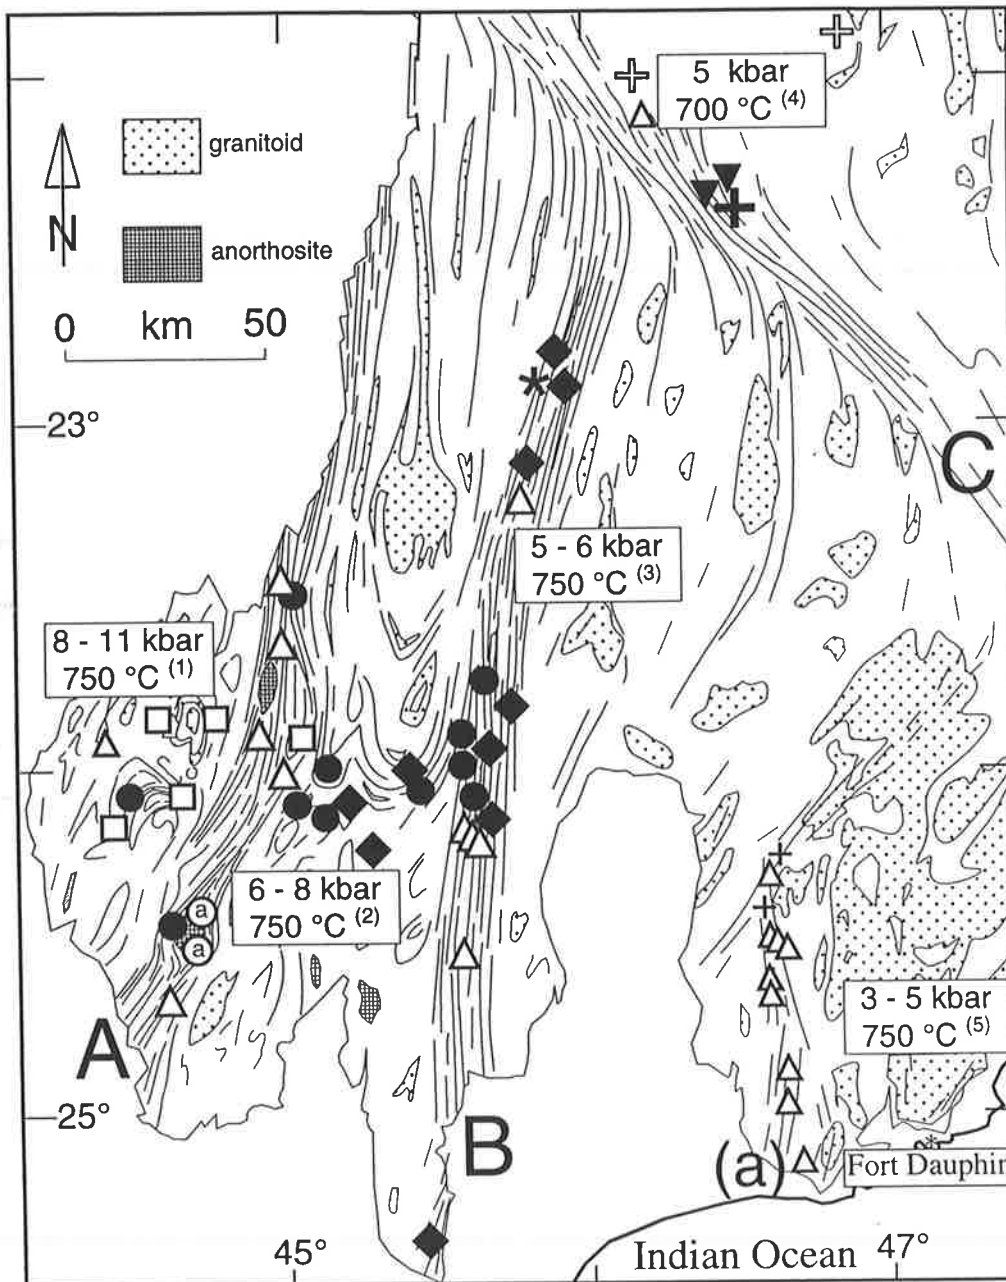 5 kbar
700 °C (4)
granitoid
N
anorthosite
0 km 50
23°
C
5 - 6 kbar
750 °C (3)
8 - 11 kbar
750 °C (1)
6 - 8 kbar
750 °C (2)
a
a
3 - 5 kbar
750 °C (5)
A
25°
B
(a)
Fort Dauphin
45°
Indian Ocean
47°